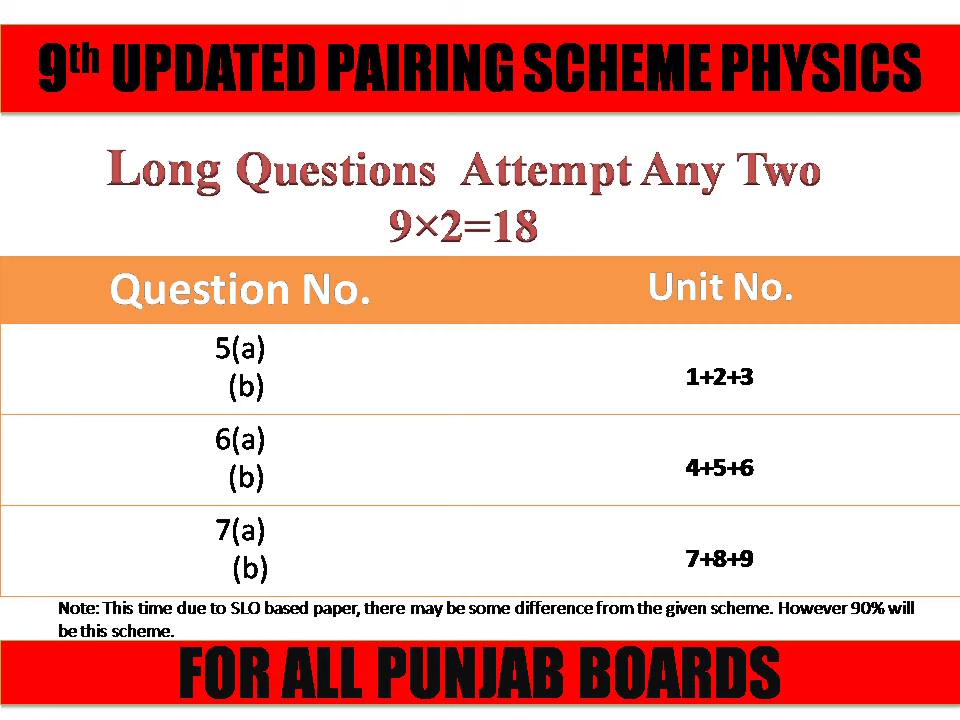 9th UPDATED PAIRING SCHEME PHYSICS
Long Questions Attempt Any Two
9×2=18
Question No. Unit No.
5(a)
(b)
1+2+3
6(a)
(b)
4+5+6
7(a)
(b)
7+8+9
Note: This time due to SLO based paper, there may be some difference from the given scheme. However 90% will
be this scheme.
FOR ALL PUNJAB BOARDS